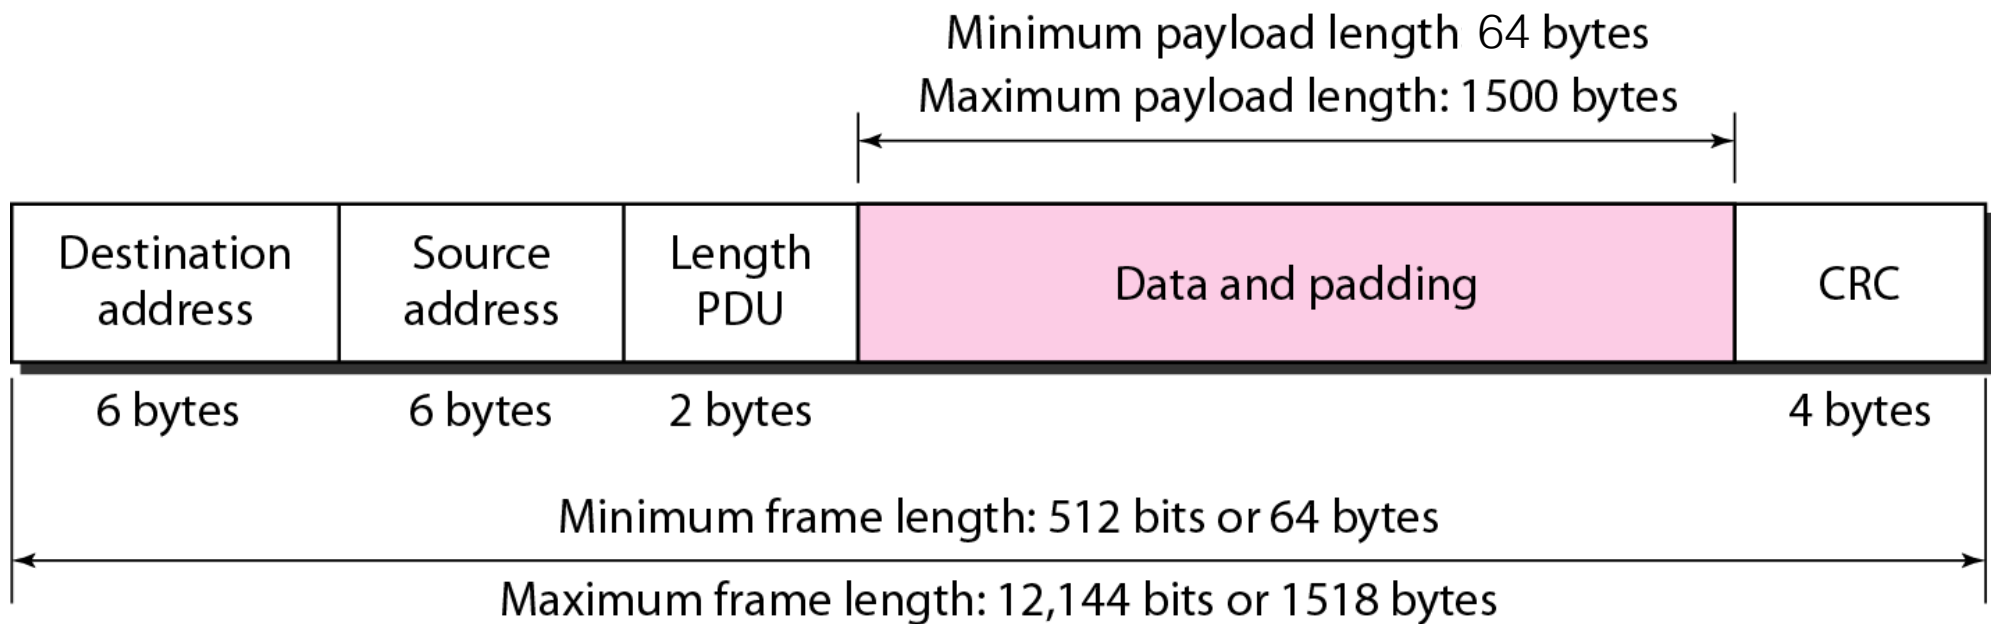 Minimum payload length 64 bytes
Maximum payload length: 1500 bytes
Destination
address
Source
address
Length
PDU
Data and padding
CRC
6 bytes
6 bytes
2 bytes
4 bytes
Minimum frame length: 512 bits or 64 bytes
Maximum frame length: 12,144 bits or 1518 bytes